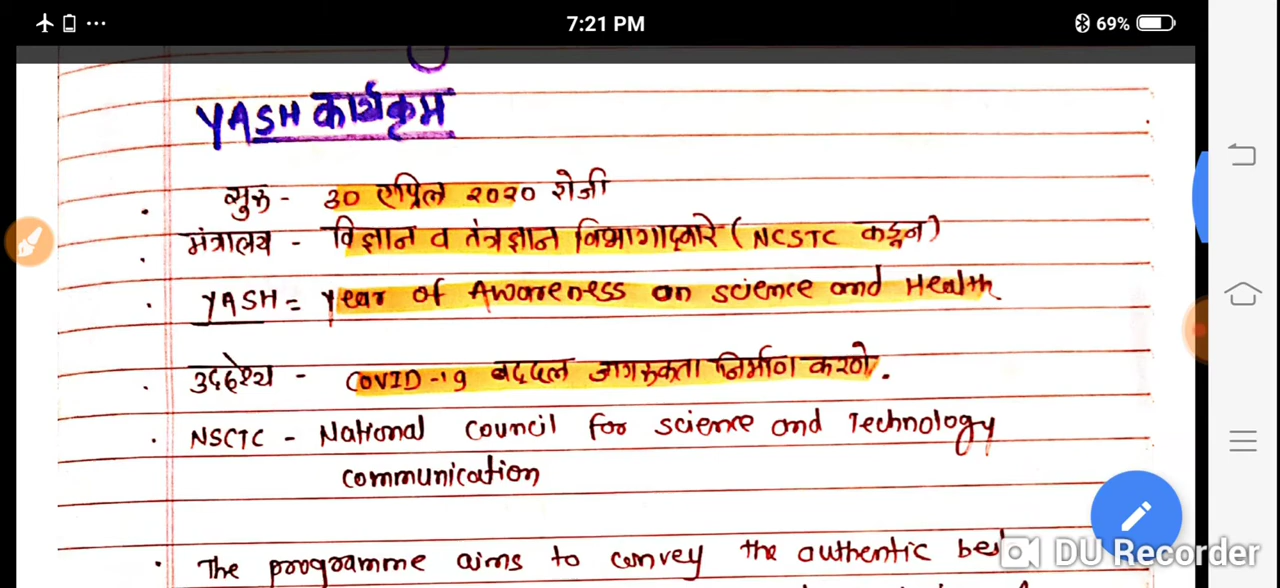 7:21 PM
69%
YASH कार्यक्रम
सुरू - 30 एप्रिल २०२० रोजी
मंत्रालय - विज्ञान व तंत्रज्ञान विभागाद्वारे (NCSTC कडून)
YASH = Year of Awareness on science and Health
उद्देश्य - COVID-19 बद्दल जागरुकता निर्माण करणे.
NSCTC - National Council for science and Technology
communication
The programme aims to convey the authentic bes
DU Recorder